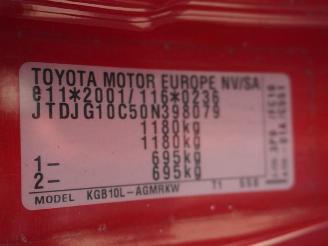 TOYOTA MOTOR EUROPE NV/SA
e11*2001/116*0236
JTDJG10C50N398079
1180kg
1180kg
1- 695kg
2- 695kg
MODEL KGB10L-AGMRKW T1